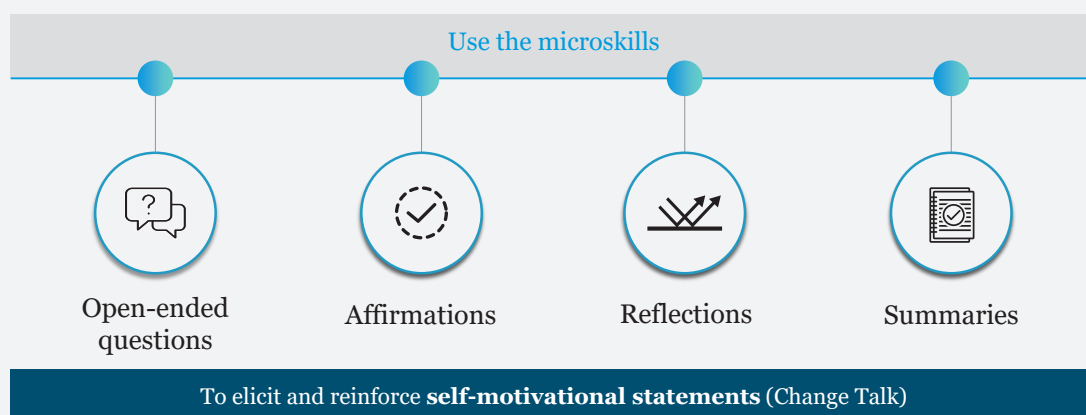 Use the microskills
?
Open-ended
questions
Affirmations
Reflections
Summaries
To elicit and reinforce self-motivational statements (Change Talk)